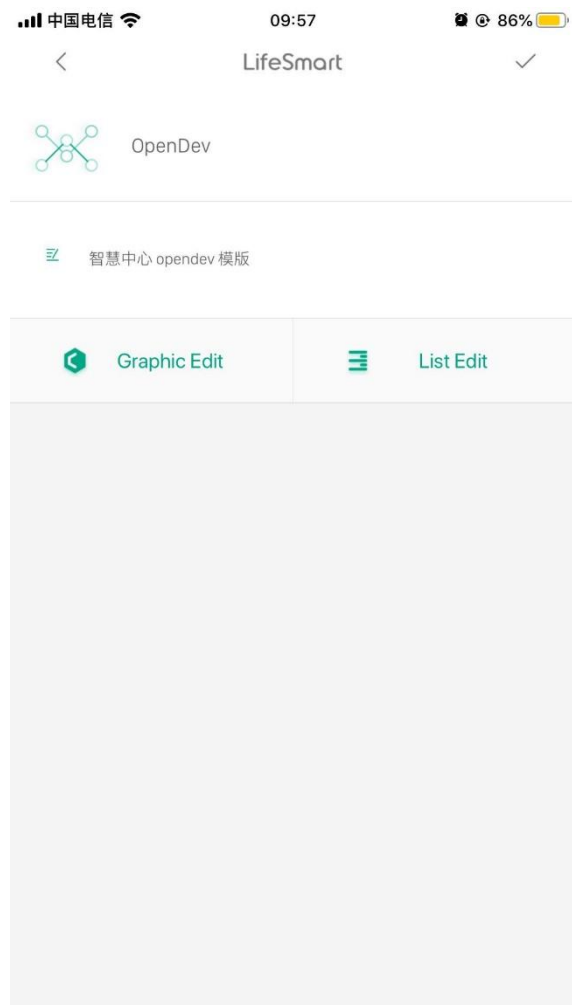 中国电信 09:57 86%
LifeSmart
OpenDev
智慧中心 opendev 模版
Graphic Edit List Edit